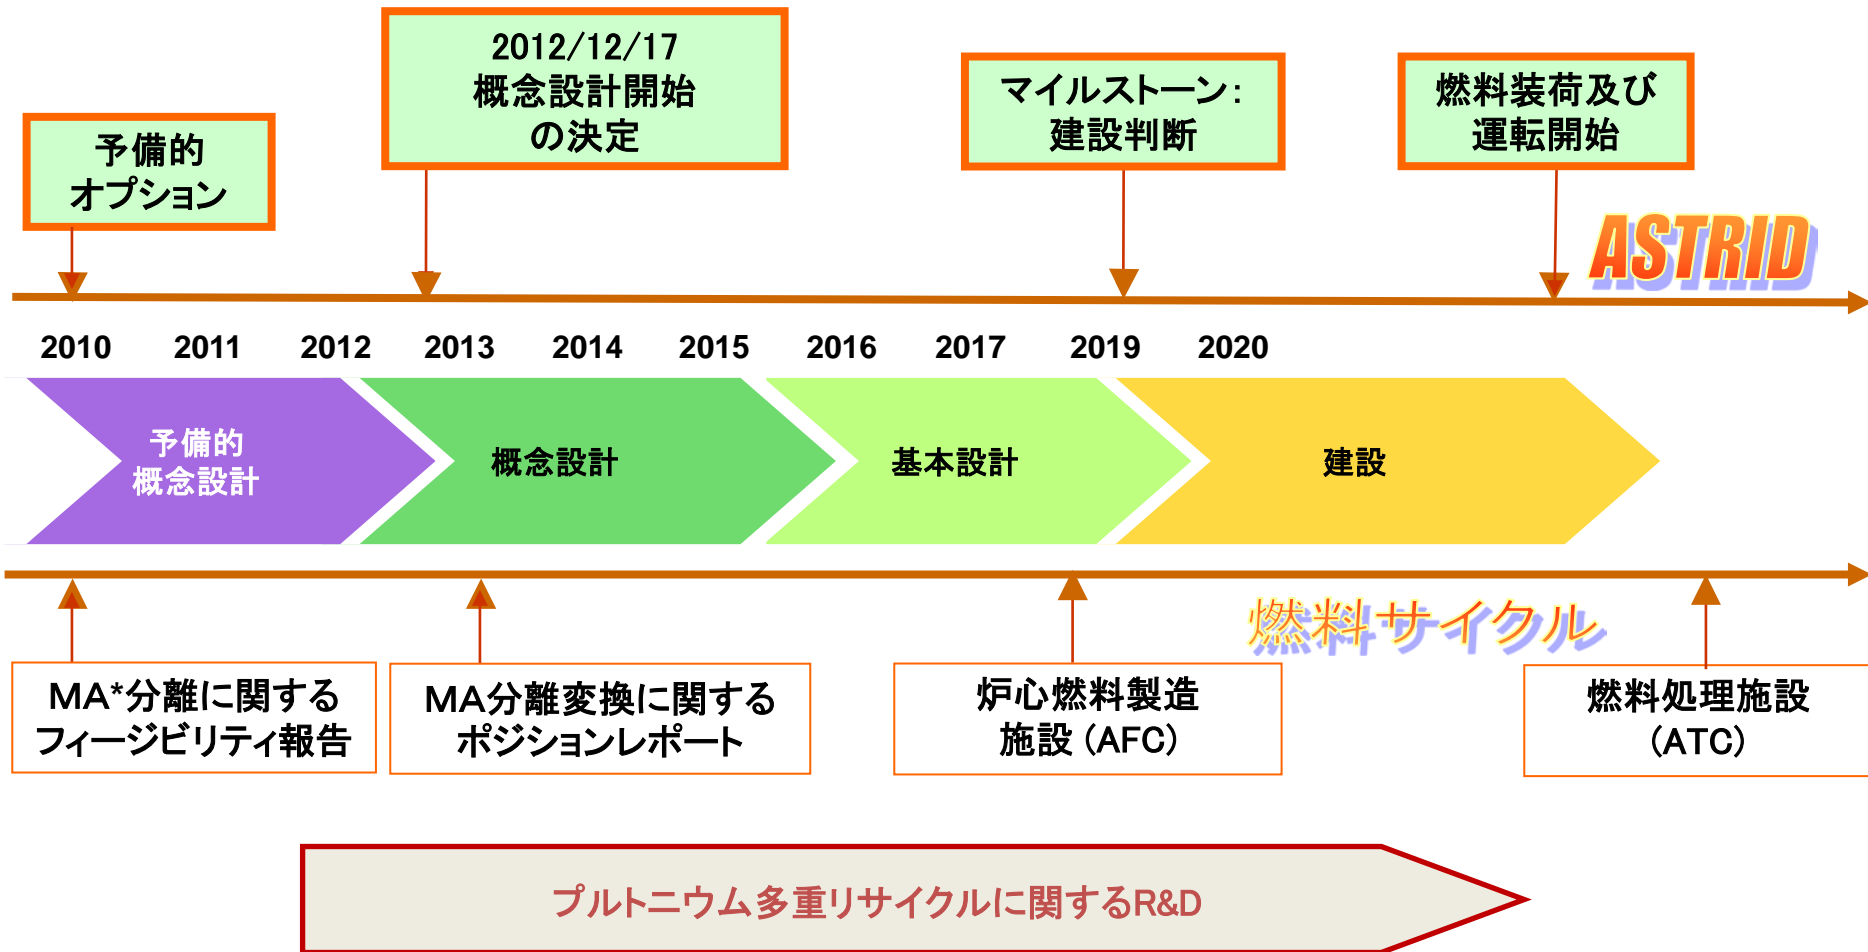 予備的
オプション
2012/12/17
概念設計開始
の決定
マイルストーン:
建設判断
燃料装荷及び
運転開始
ASTRID
2010 2011 2012 2013 2014 2015 2016 2017 2019 2020
予備的
概念設計
概念設計
基本設計
建設
燃料サイクル
MA*分離に関する
フィージビリティ報告
MA分離変換に関する
ポジションレポート
炉心燃料製造
施設 (AFC)
燃料処理施設
(ATC)
プルトニウム多重リサイクルに関するR&D